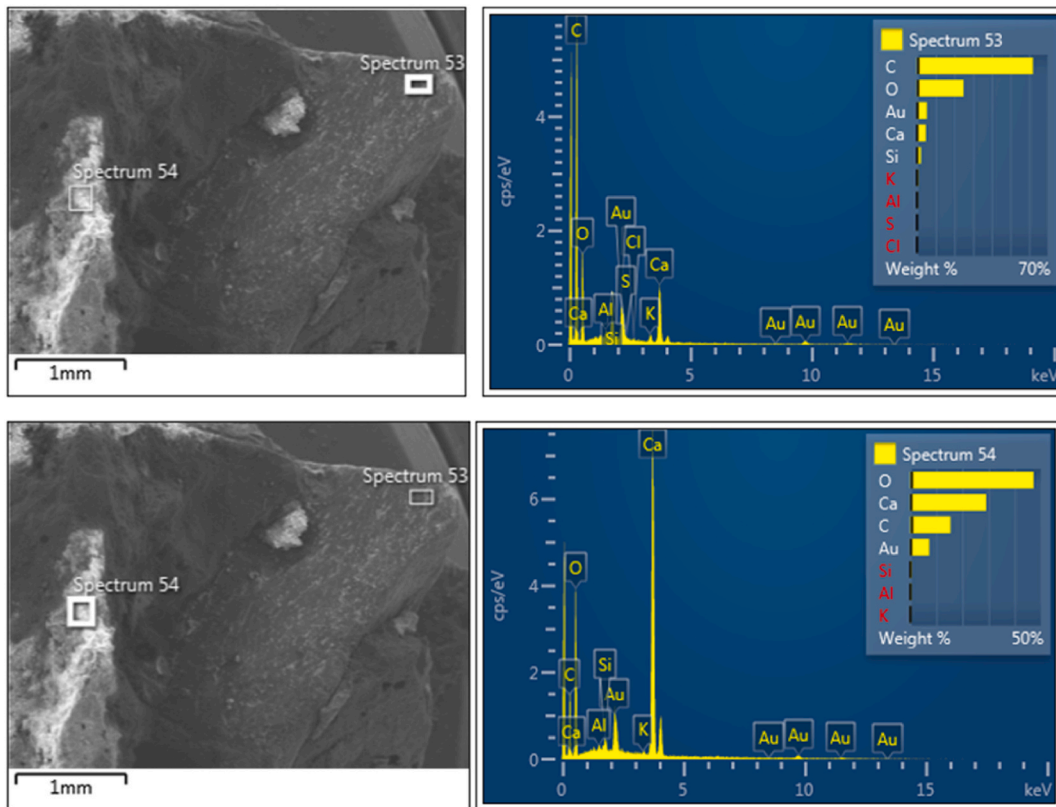 Spectrum 53
Spectrum 54
1mm
C
O
Ca
Al
Si
Au
S
Cl
K
Ca
Au
Au
Au
Au
4
2
0
cps/eV
0
5
10
15
keV
Spectrum 53
C
O
Au
Ca
Si
K
Al
S
Cl
Weight % 70%
Spectrum 53
Spectrum 54
1mm
Ca
O
C
Ca
Si
Al
Au
K
Au
Au
Au
Au
6
4
2
0
cps/eV
0
5
10
15
keV
Spectrum 54
O
Ca
C
Au
Si
Al
K
Weight % 50%